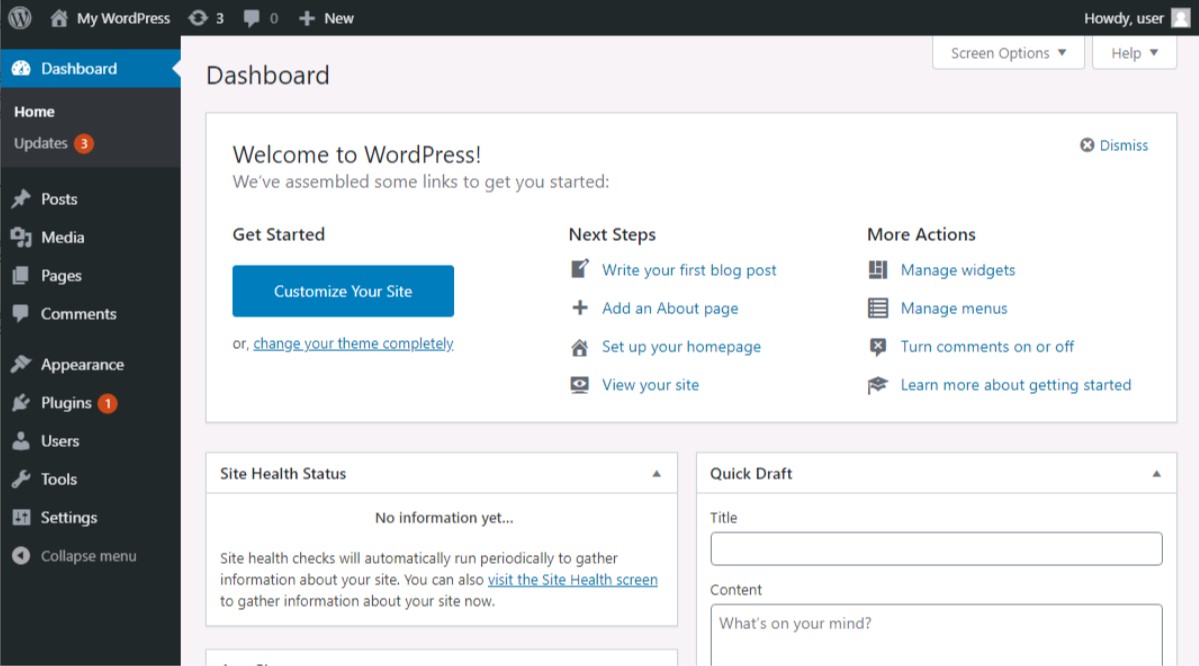 My WordPress 3 0 New Howdy, user
Screen Options Help
Dashboard
Home
Updates 3
Posts
Media
Pages
Comments
Appearance
Plugins 1
Users
Tools
Settings
Collapse menu
Dashboard
Welcome to WordPress!
Dismiss
We've assembled some links to get you started:
Get Started
Customize Your Site
or, change your theme completely
Next Steps
Write your first blog post
Add an About page
Set up your homepage
View your site
More Actions
Manage widgets
Manage menus
Turn comments on or off
Learn more about getting started
Site Health Status
No information yet...
Site health checks will automatically run periodically to gather
information about your site. You can also visit the Site Health screen
to gather information about your site now.
Quick Draft
Title
Content
What's on your mind?